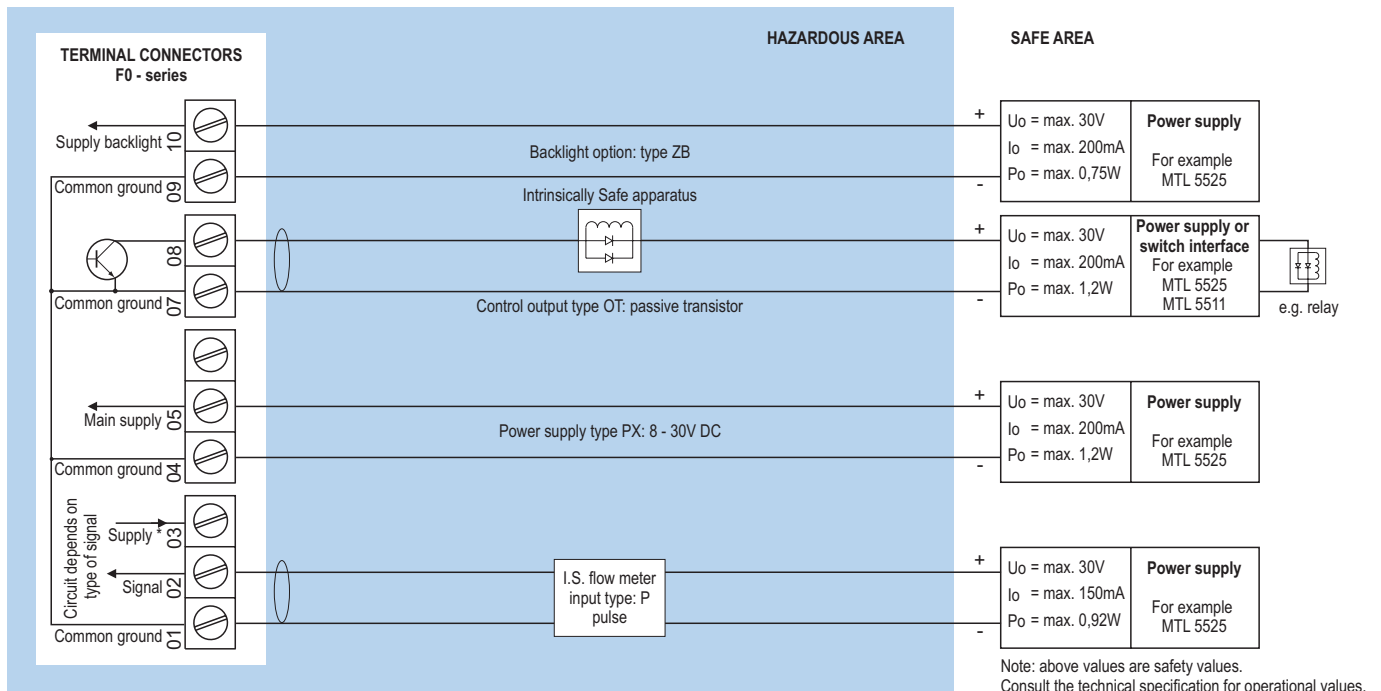 HAZARDOUS AREA
SAFE AREA
TERMINAL CONNECTORS
F0 - series
Supply backlight
10
Common ground
09
Backlight option: type ZB
+
-
Uo = max. 30V
Io = max. 200mA
Po = max. 0,75W
Power supply
For example
MTL 5525
Intrinsically Safe apparatus
08
Common ground
07
Control output type OT: passive transistor
+
-
Uo = max. 30V
Io = max. 200mA
Po = max. 1,2W
Power supply or
switch interface
For example
MTL 5525
MTL 5511
e.g. relay
Main supply
05
Common ground
04
Power supply type PX: 8 - 30V DC
+
-
Uo = max. 30V
Io = max. 200mA
Po = max. 1,2W
Power supply
For example
MTL 5525
Circuit depends on
type of signal
Supply *
03
Signal
02
Common ground
01
I.S. flow meter
input type: P
pulse
+
-
Uo = max. 30V
Io = max. 150mA
Po = max. 0,92W
Power supply
For example
MTL 5525
Note: above values are safety values.
Consult the technical specification for operational values.